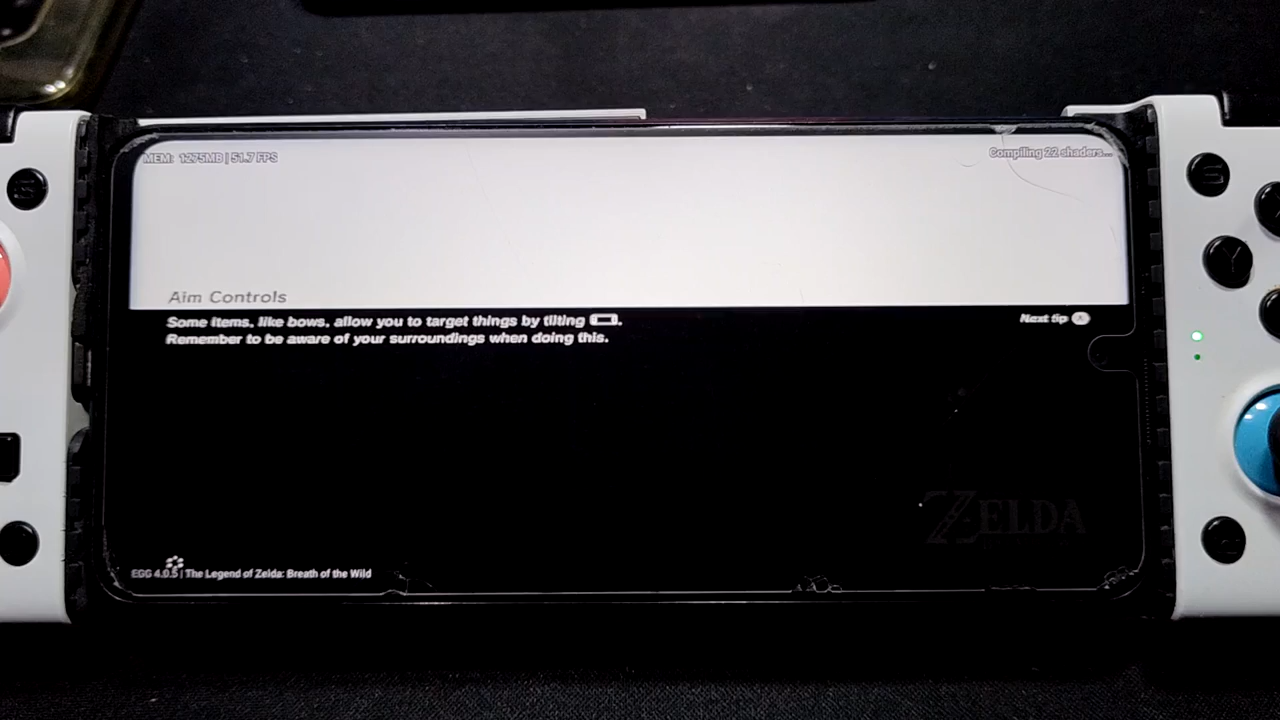 MEM: 1275MB | 51.7 FPS
Compiling 22 shaders...
Aim Controls
Some items, like bows, allow you to target things by tilting
Next tip A
Remember to be aware of your surroundings when doing this.
ZELDA
EGG 4.0.5 | The Legend of Zelda: Breath of the Wild
Y